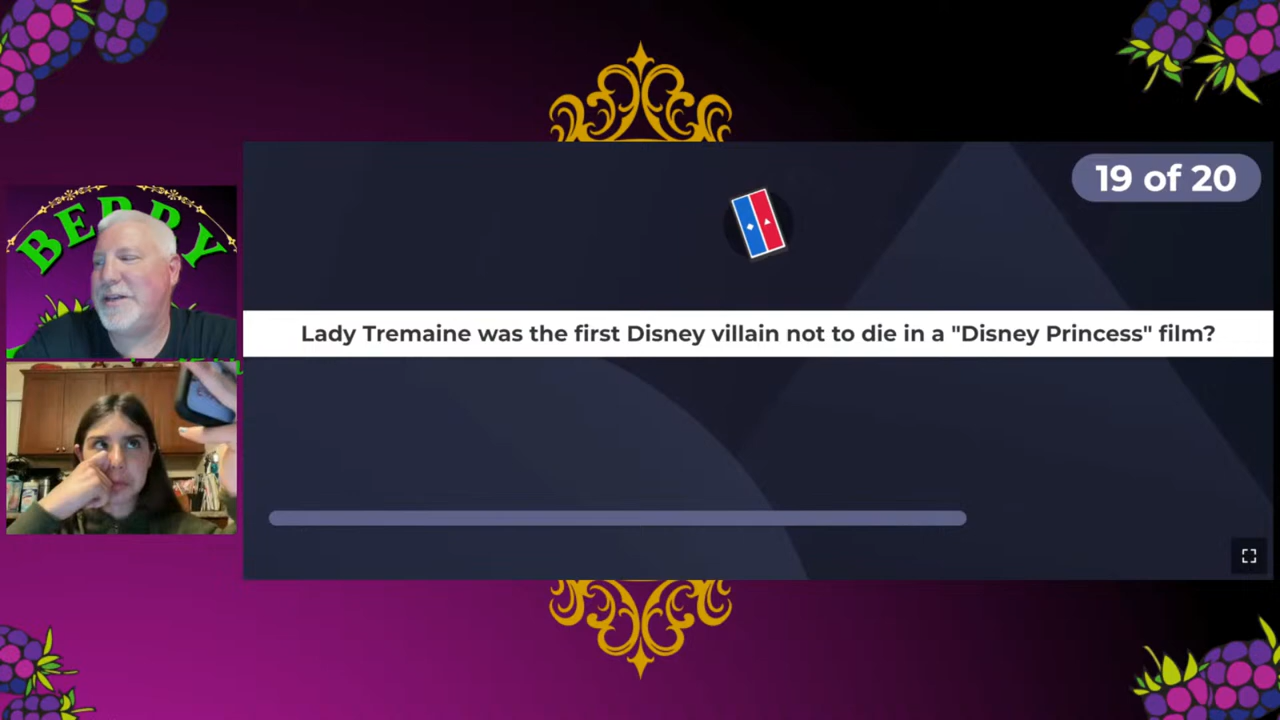 19 of 20
BERRY
Lady Tremaine was the first Disney villain not to die in a "Disney Princess" film?